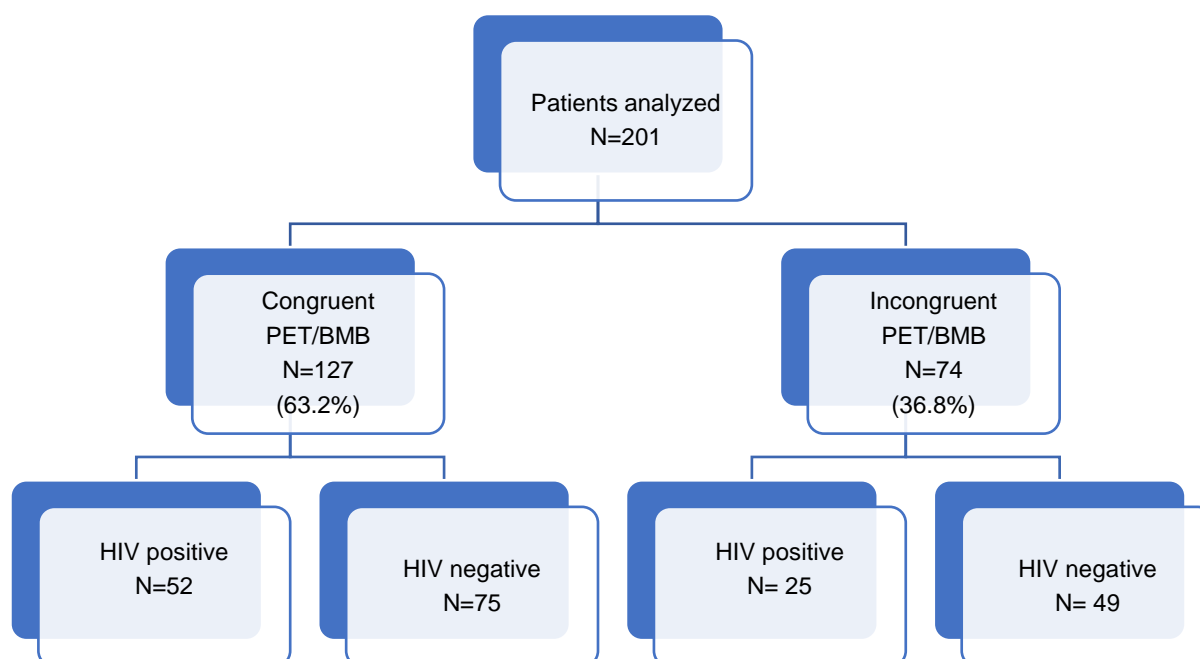 Patients analyzed
N=201
Congruent
PET/BMB
N=127
(63.2%)
Incongruent
PET/BMB
N=74
(36.8%)
HIV positive
N=52
HIV negative
N=75
HIV positive
N= 25
HIV negative
N= 49